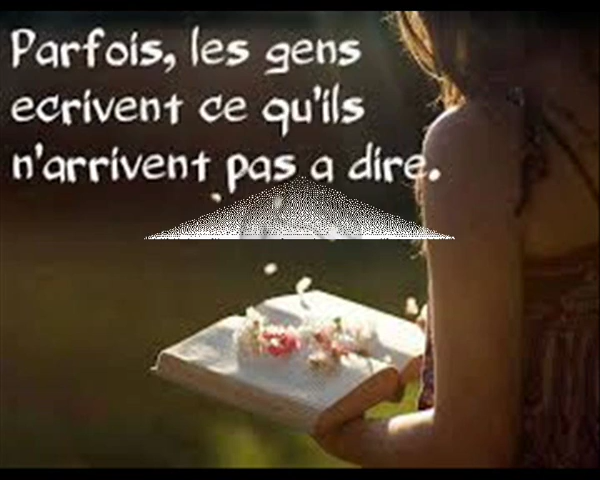 Parfois, les gens
ecrivent ce qu'ils
n'arrivent pas a dire.